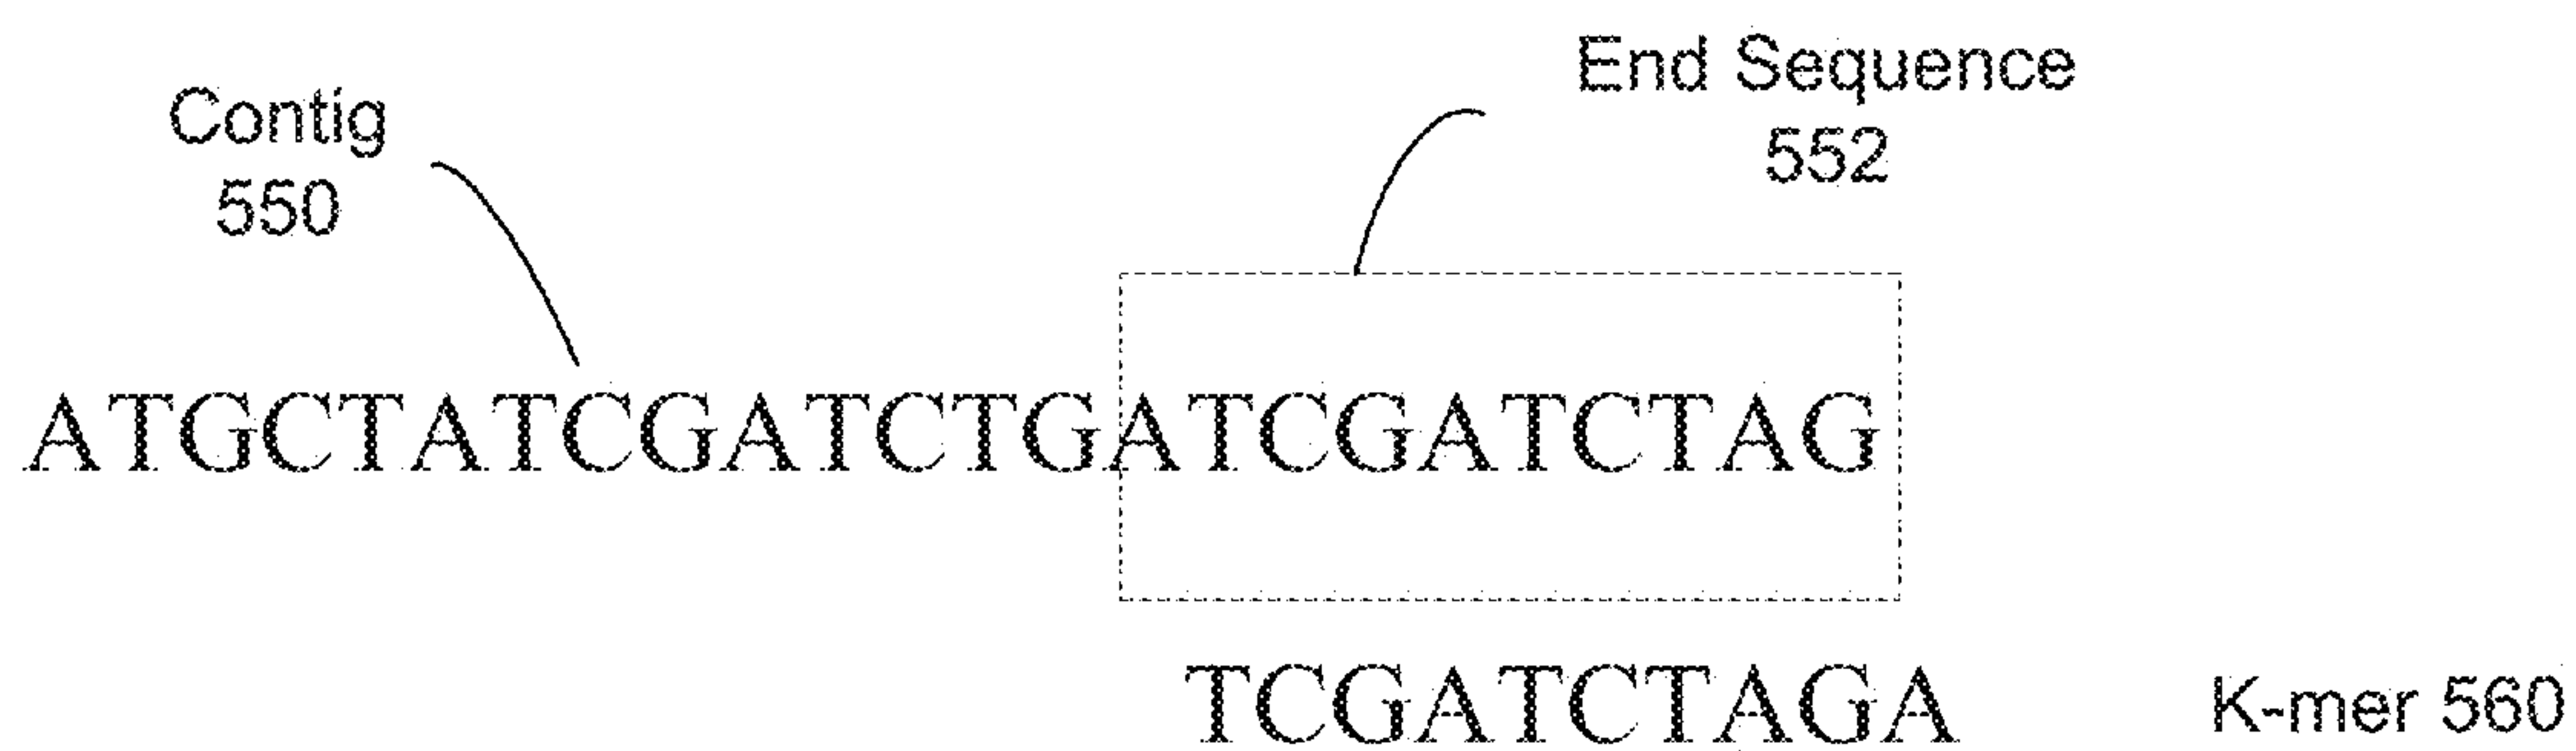 End Sequence
552
Contig
550
ATGCTATCGATCTGATCGATCTAG
TCGATCTAGA
K-mer 560